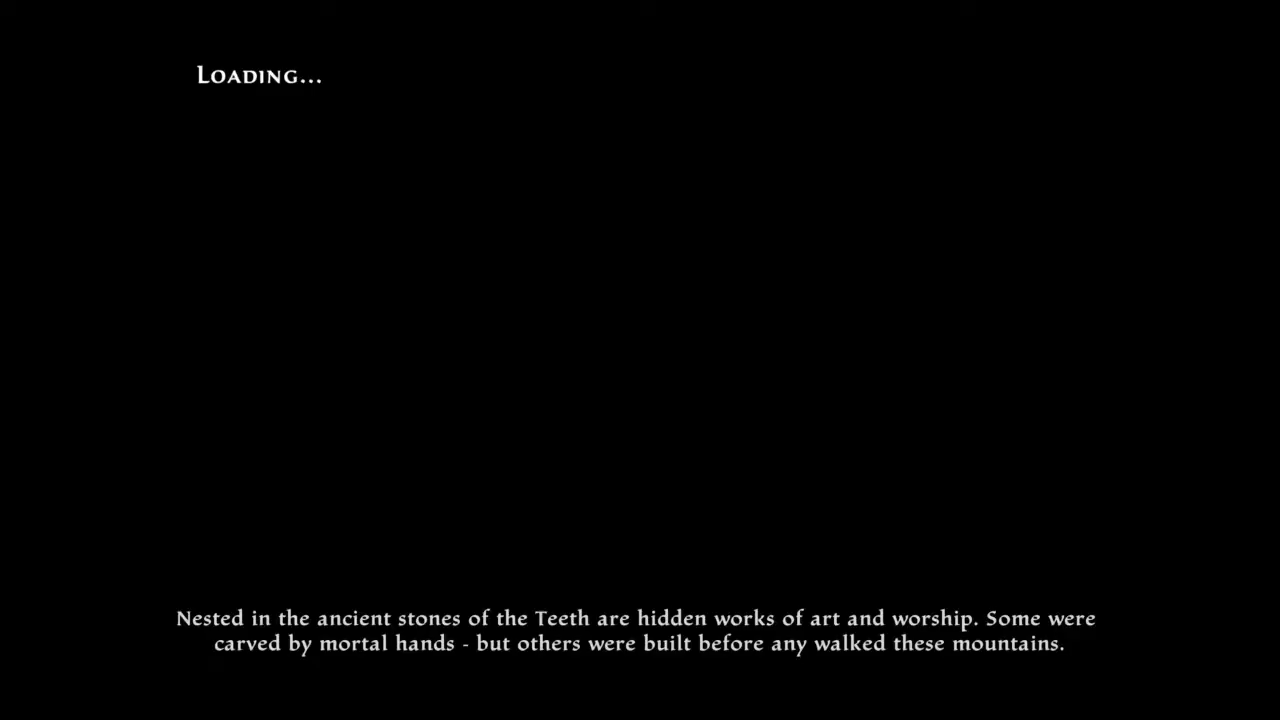 Loading...
Nested in the ancient stones of the Teeth are hidden works of art and worship. Some were
carved by mortal hands - but others were built before any walked these mountains.